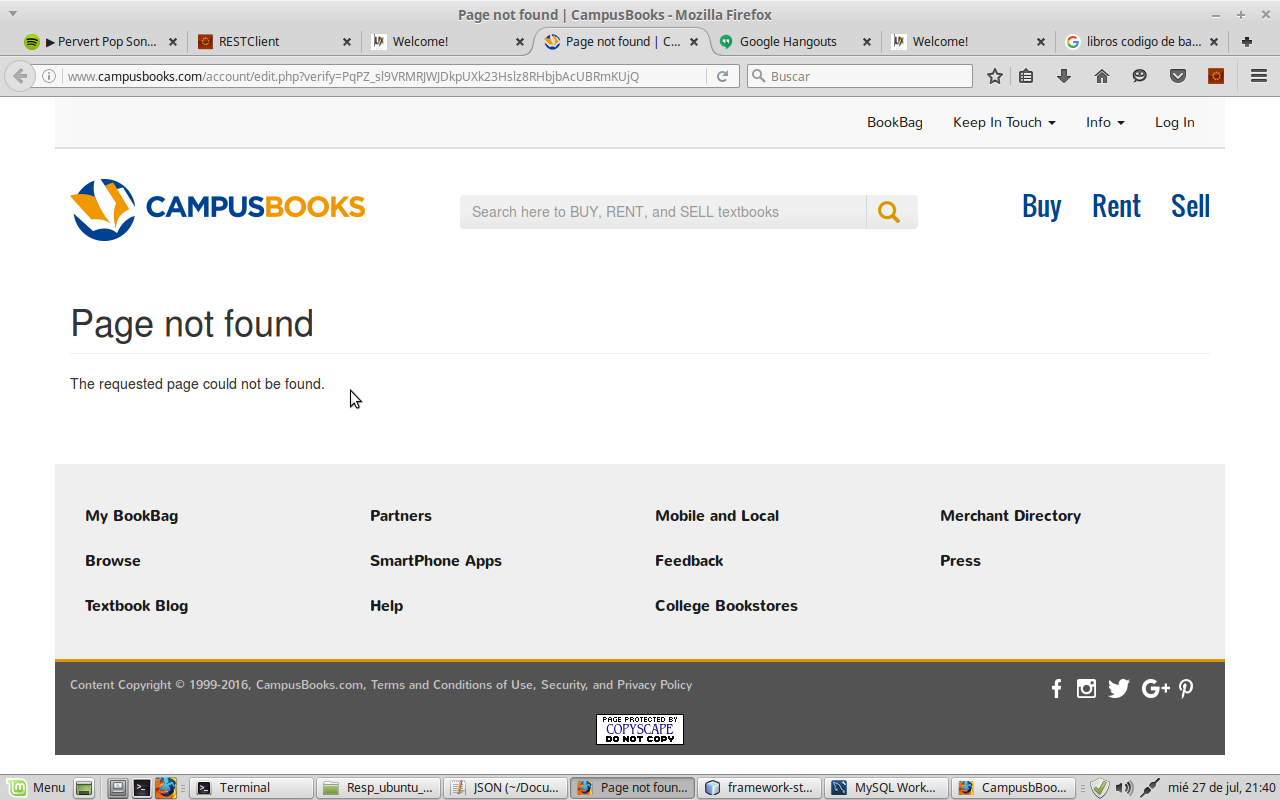 Page not found | CampusBooks - Mozilla Firefox
▶ Pervert Pop Son...
RESTClient
Welcome!
Page not found | C...
Google Hangouts
Welcome!
libros codigo de ba...
www.campusbooks.com/account/edit.php?verify=PqPZ_sl9VRMRJWJDkpUXk23Hslz8RHbjbAcUBRmKUjQ
Buscar
BookBag Keep In Touch Info Log In
CAMPUSBOOKS
Search here to BUY, RENT, and SELL textbooks
Buy Rent Sell
Page not found
The requested page could not be found.
My BookBag Partners Mobile and Local Merchant Directory
Browse SmartPhone Apps Feedback Press
Textbook Blog Help College Bookstores
Content Copyright © 1999-2016, CampusBooks.com, Terms and Conditions of Use, Security, and Privacy Policy
PAGE PROTECTED BY
COPYSCAPE
DO NOT COPY
Menu
Terminal
Resp_ubuntu_...
JSON (~/Docu...
Page not foun...
framework-st...
MySQL Work...
CampusbBoo...
mié 27 de jul, 21:40